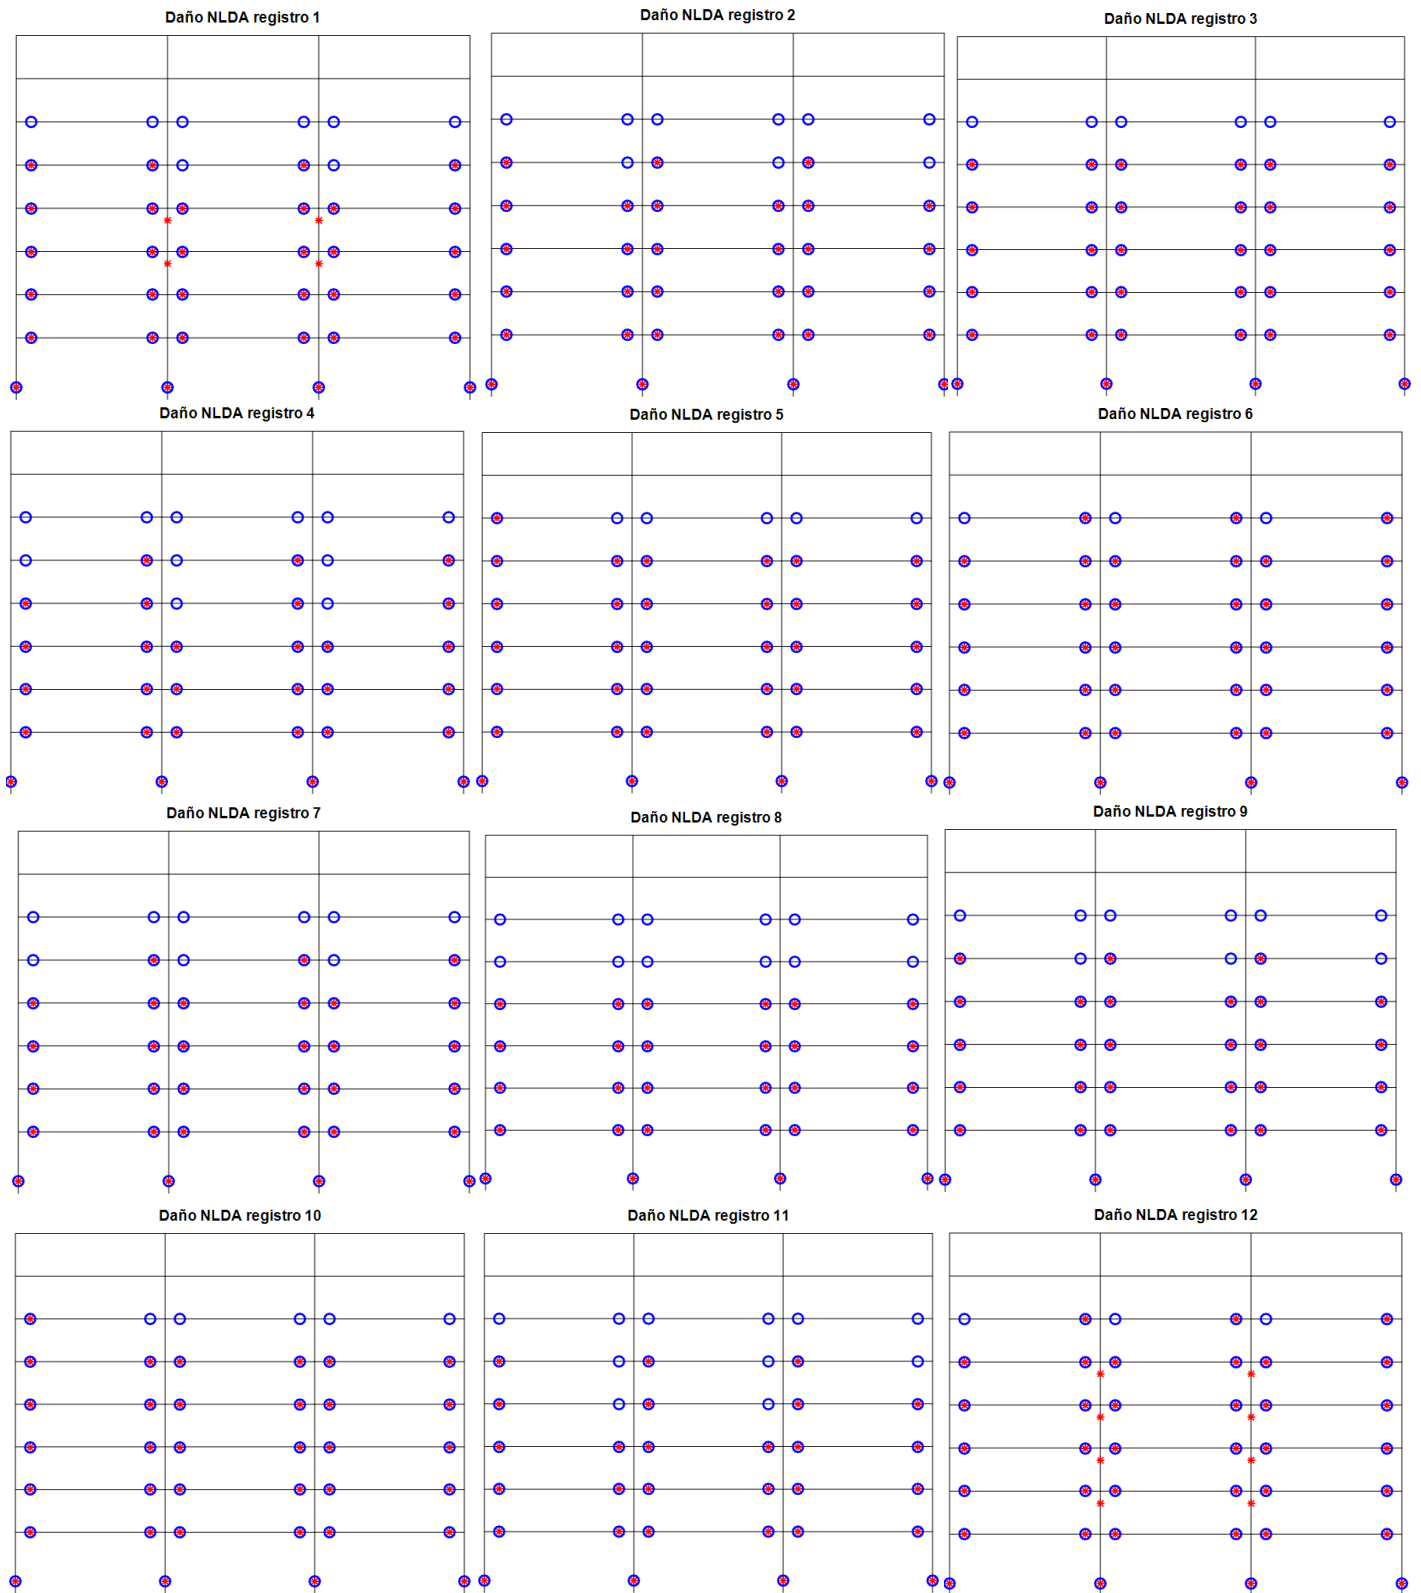 Daño NLDA registro 1
Daño NLDA registro 2
Daño NLDA registro 3
Daño NLDA registro 4
Daño NLDA registro 5
Daño NLDA registro 6
Daño NLDA registro 7
Daño NLDA registro 8
Daño NLDA registro 9
Daño NLDA registro 10
Daño NLDA registro 11
Daño NLDA registro 12